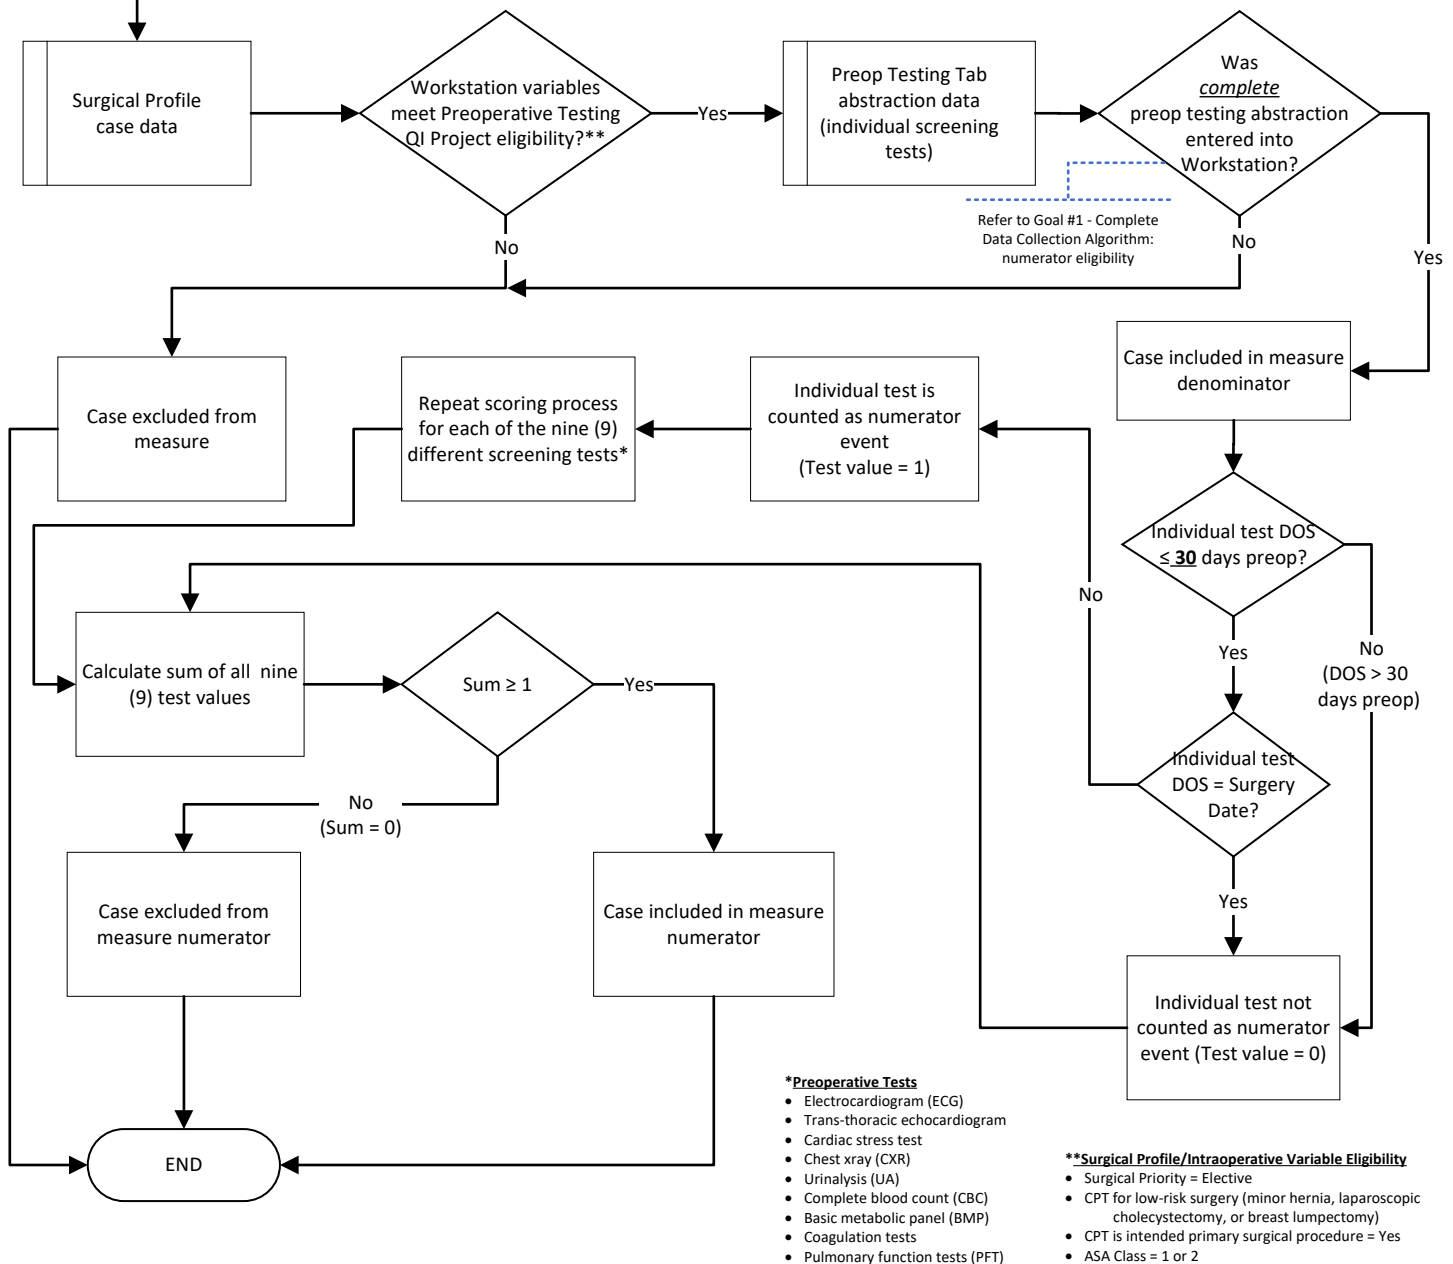 Surgical Profile
case data
Workstation variables
meet Preoperative Testing
QI Project eligibility?**
Yes
No
Preop Testing Tab
abstraction data
(individual screening
tests)
Was
complete
preop testing abstraction
entered into
Workstation?
Refer to Goal #1 - Complete
Data Collection Algorithm:
numerator eligibility
No
Yes
Case excluded from
measure
Repeat scoring process
for each of the nine (9)
different screening tests*
Individual test is
counted as numerator
event
(Test value = 1)
Case included in measure
denominator
Individual test DOS
≤ 30 days preop?
No
Yes
No
(DOS > 30
days preop)
Calculate sum of all nine
(9) test values
Sum ≥ 1
Yes
No
(Sum = 0)
Individual test
DOS = Surgery
Date?
Yes
Case excluded from
measure numerator
Case included in measure
numerator
Individual test not
counted as numerator
event (Test value = 0)
END
*Preoperative Tests
• Electrocardiogram (ECG)
• Trans-thoracic echocardiogram
• Cardiac stress test
• Chest xray (CXR)
• Urinalysis (UA)
• Complete blood count (CBC)
• Basic metabolic panel (BMP)
• Coagulation tests
• Pulmonary function tests (PFT)
**Surgical Profile/Intraoperative Variable Eligibility
• Surgical Priority = Elective
• CPT for low-risk surgery (minor hernia, laparoscopic
cholecystectomy, or breast lumpectomy)
• CPT is intended primary surgical procedure = Yes
• ASA Class = 1 or 2